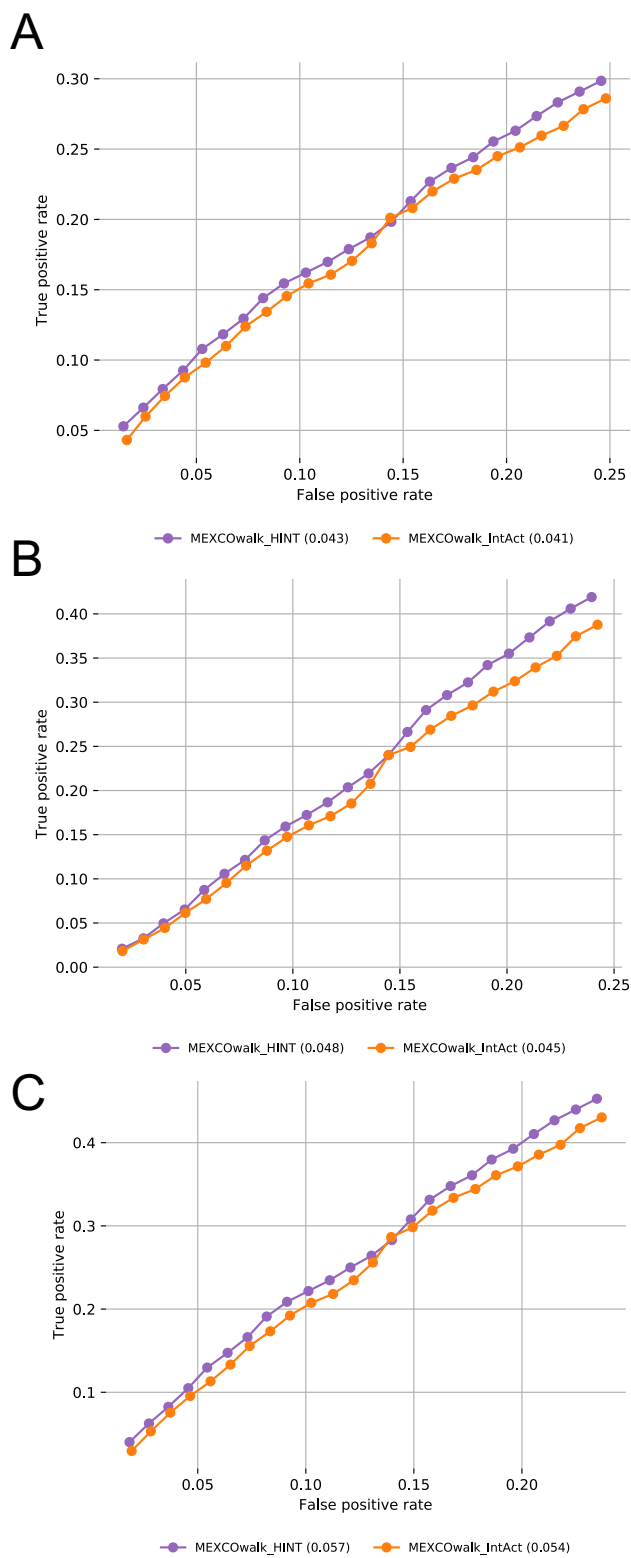 A
0.30
0.25
0.20
0.15
0.10
0.05
True positive rate
0.05 0.10 0.15 0.20 0.25
False positive rate
MEXCOwalk_HINT (0.043) MEXCOwalk_IntAct (0.041)
B
0.40
0.35
0.30
0.25
0.20
0.15
0.10
0.05
0.00
True positive rate
0.05 0.10 0.15 0.20 0.25
False positive rate
MEXCOwalk_HINT (0.048) MEXCOwalk_IntAct (0.045)
C
0.4
0.3
0.2
0.1
True positive rate
0.05 0.10 0.15 0.20
False positive rate
MEXCOwalk_HINT (0.057) MEXCOwalk_IntAct (0.054)